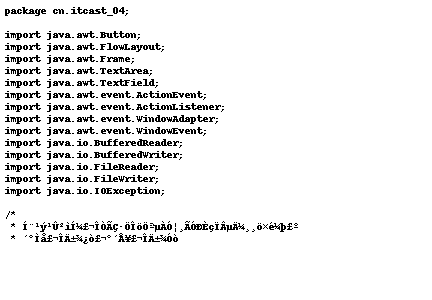 package cn.itcast_04;
import java.awt.Button;
import java.awt.FlowLayout;
import java.awt.Frame;
import java.awt.TextArea;
import java.awt.TextField;
import java.awt.event.ActionEvent;
import java.awt.event.ActionListener;
import java.awt.event.WindowAdapter;
import java.awt.event.WindowEvent;
import java.io.BufferedReader;
import java.io.BufferedWriter;
import java.io.FileReader;
import java.io.FileWriter;
import java.io.IOException;
/*
*
*